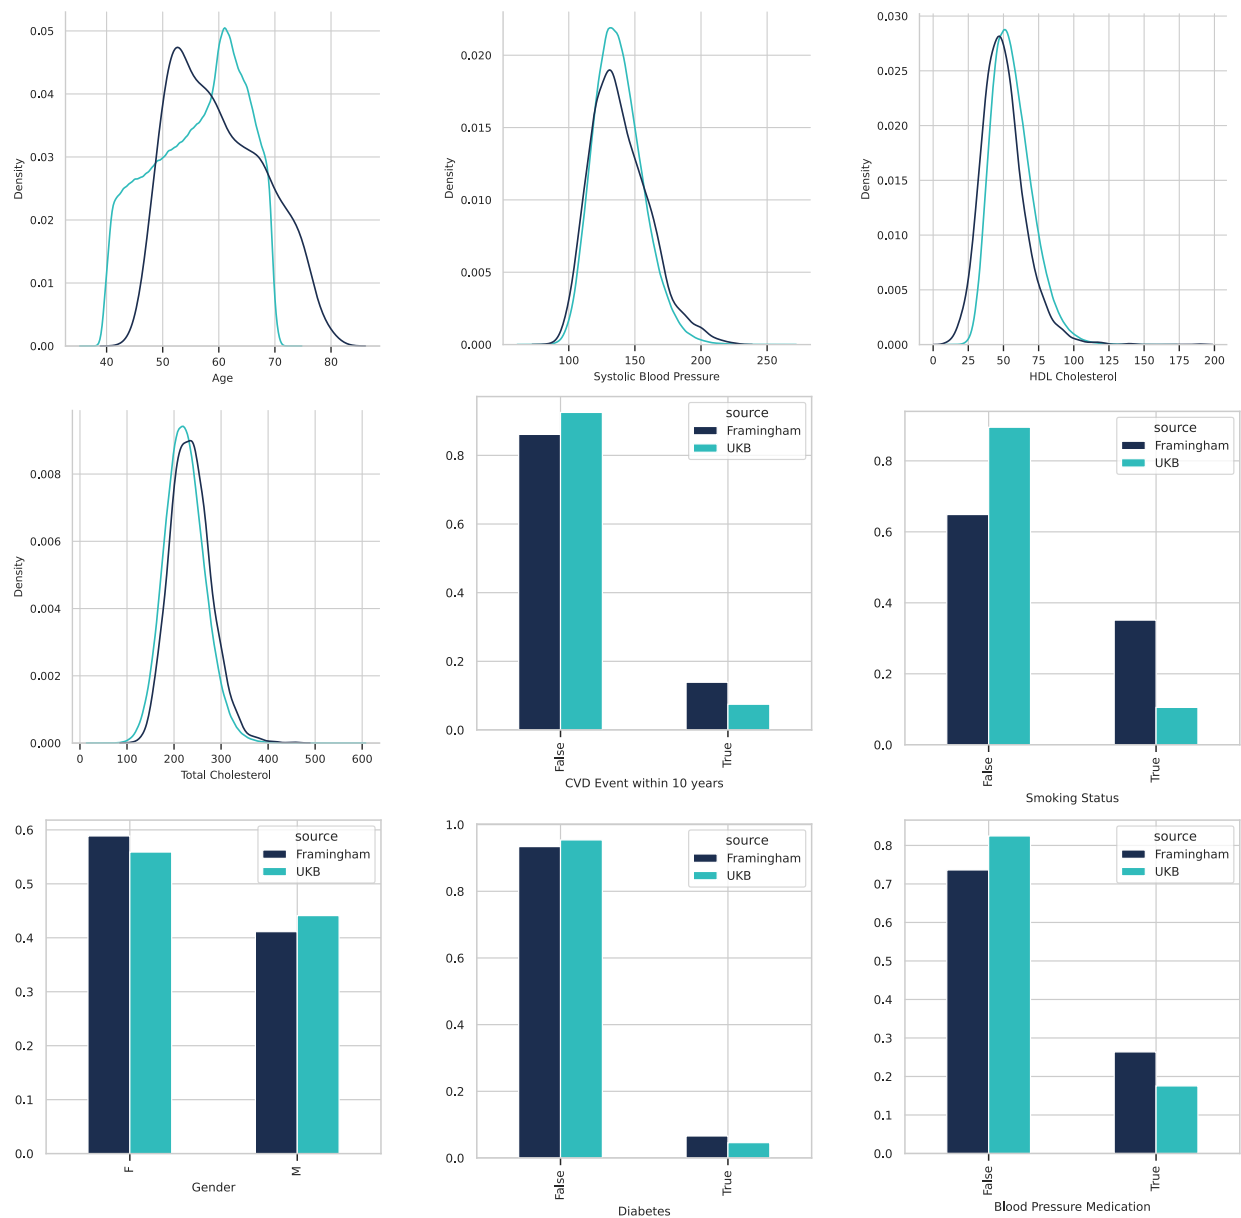 0.05
0.04
0.03
0.02
0.01
0.00
Density
40 50 60 70 80
Age
0.020
0.015
0.010
0.005
0.000
Density
100 150 200 250
Systolic Blood Pressure
0.030
0.025
0.020
0.015
0.010
0.005
0.000
Density
0 25 50 75 100 125 150 175 200
HDL Cholesterol
0.008
0.006
0.004
0.002
0.000
Density
0 100 200 300 400 500 600
Total Cholesterol
source
Framingham
UKB
0.8
0.6
0.4
0.2
0.0
False True
CVD Event within 10 years
source
Framingham
UKB
0.8
0.6
0.4
0.2
0.0
False True
Smoking Status
source
Framingham
UKB
0.6
0.5
0.4
0.3
0.2
0.1
0.0
F M
Gender
source
Framingham
UKB
1.0
0.8
0.6
0.4
0.2
0.0
False True
Diabetes
source
Framingham
UKB
0.8
0.7
0.6
0.5
0.4
0.3
0.2
0.1
0.0
False True
Blood Pressure Medication